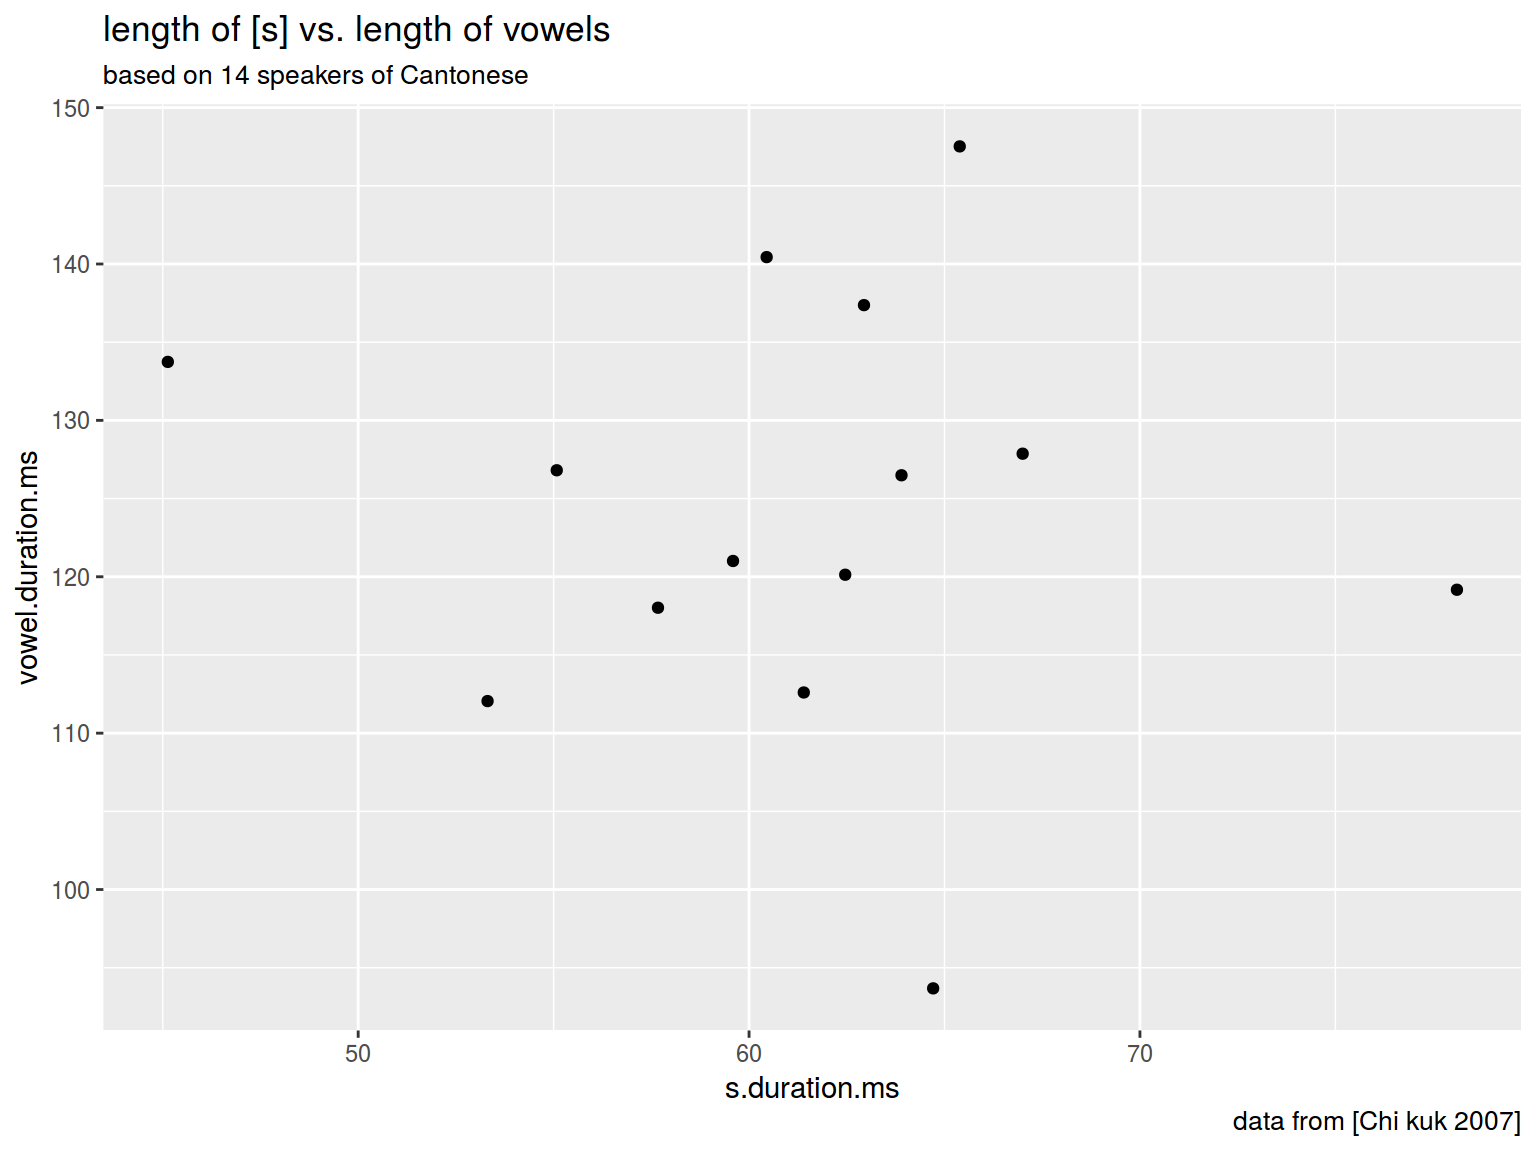 length of [s] vs. length of vowels
based on 14 speakers of Cantonese
150
140
130
120
110
100
vowel.duration.ms
50 60 70
s.duration.ms
data from [Chi kuk 2007]